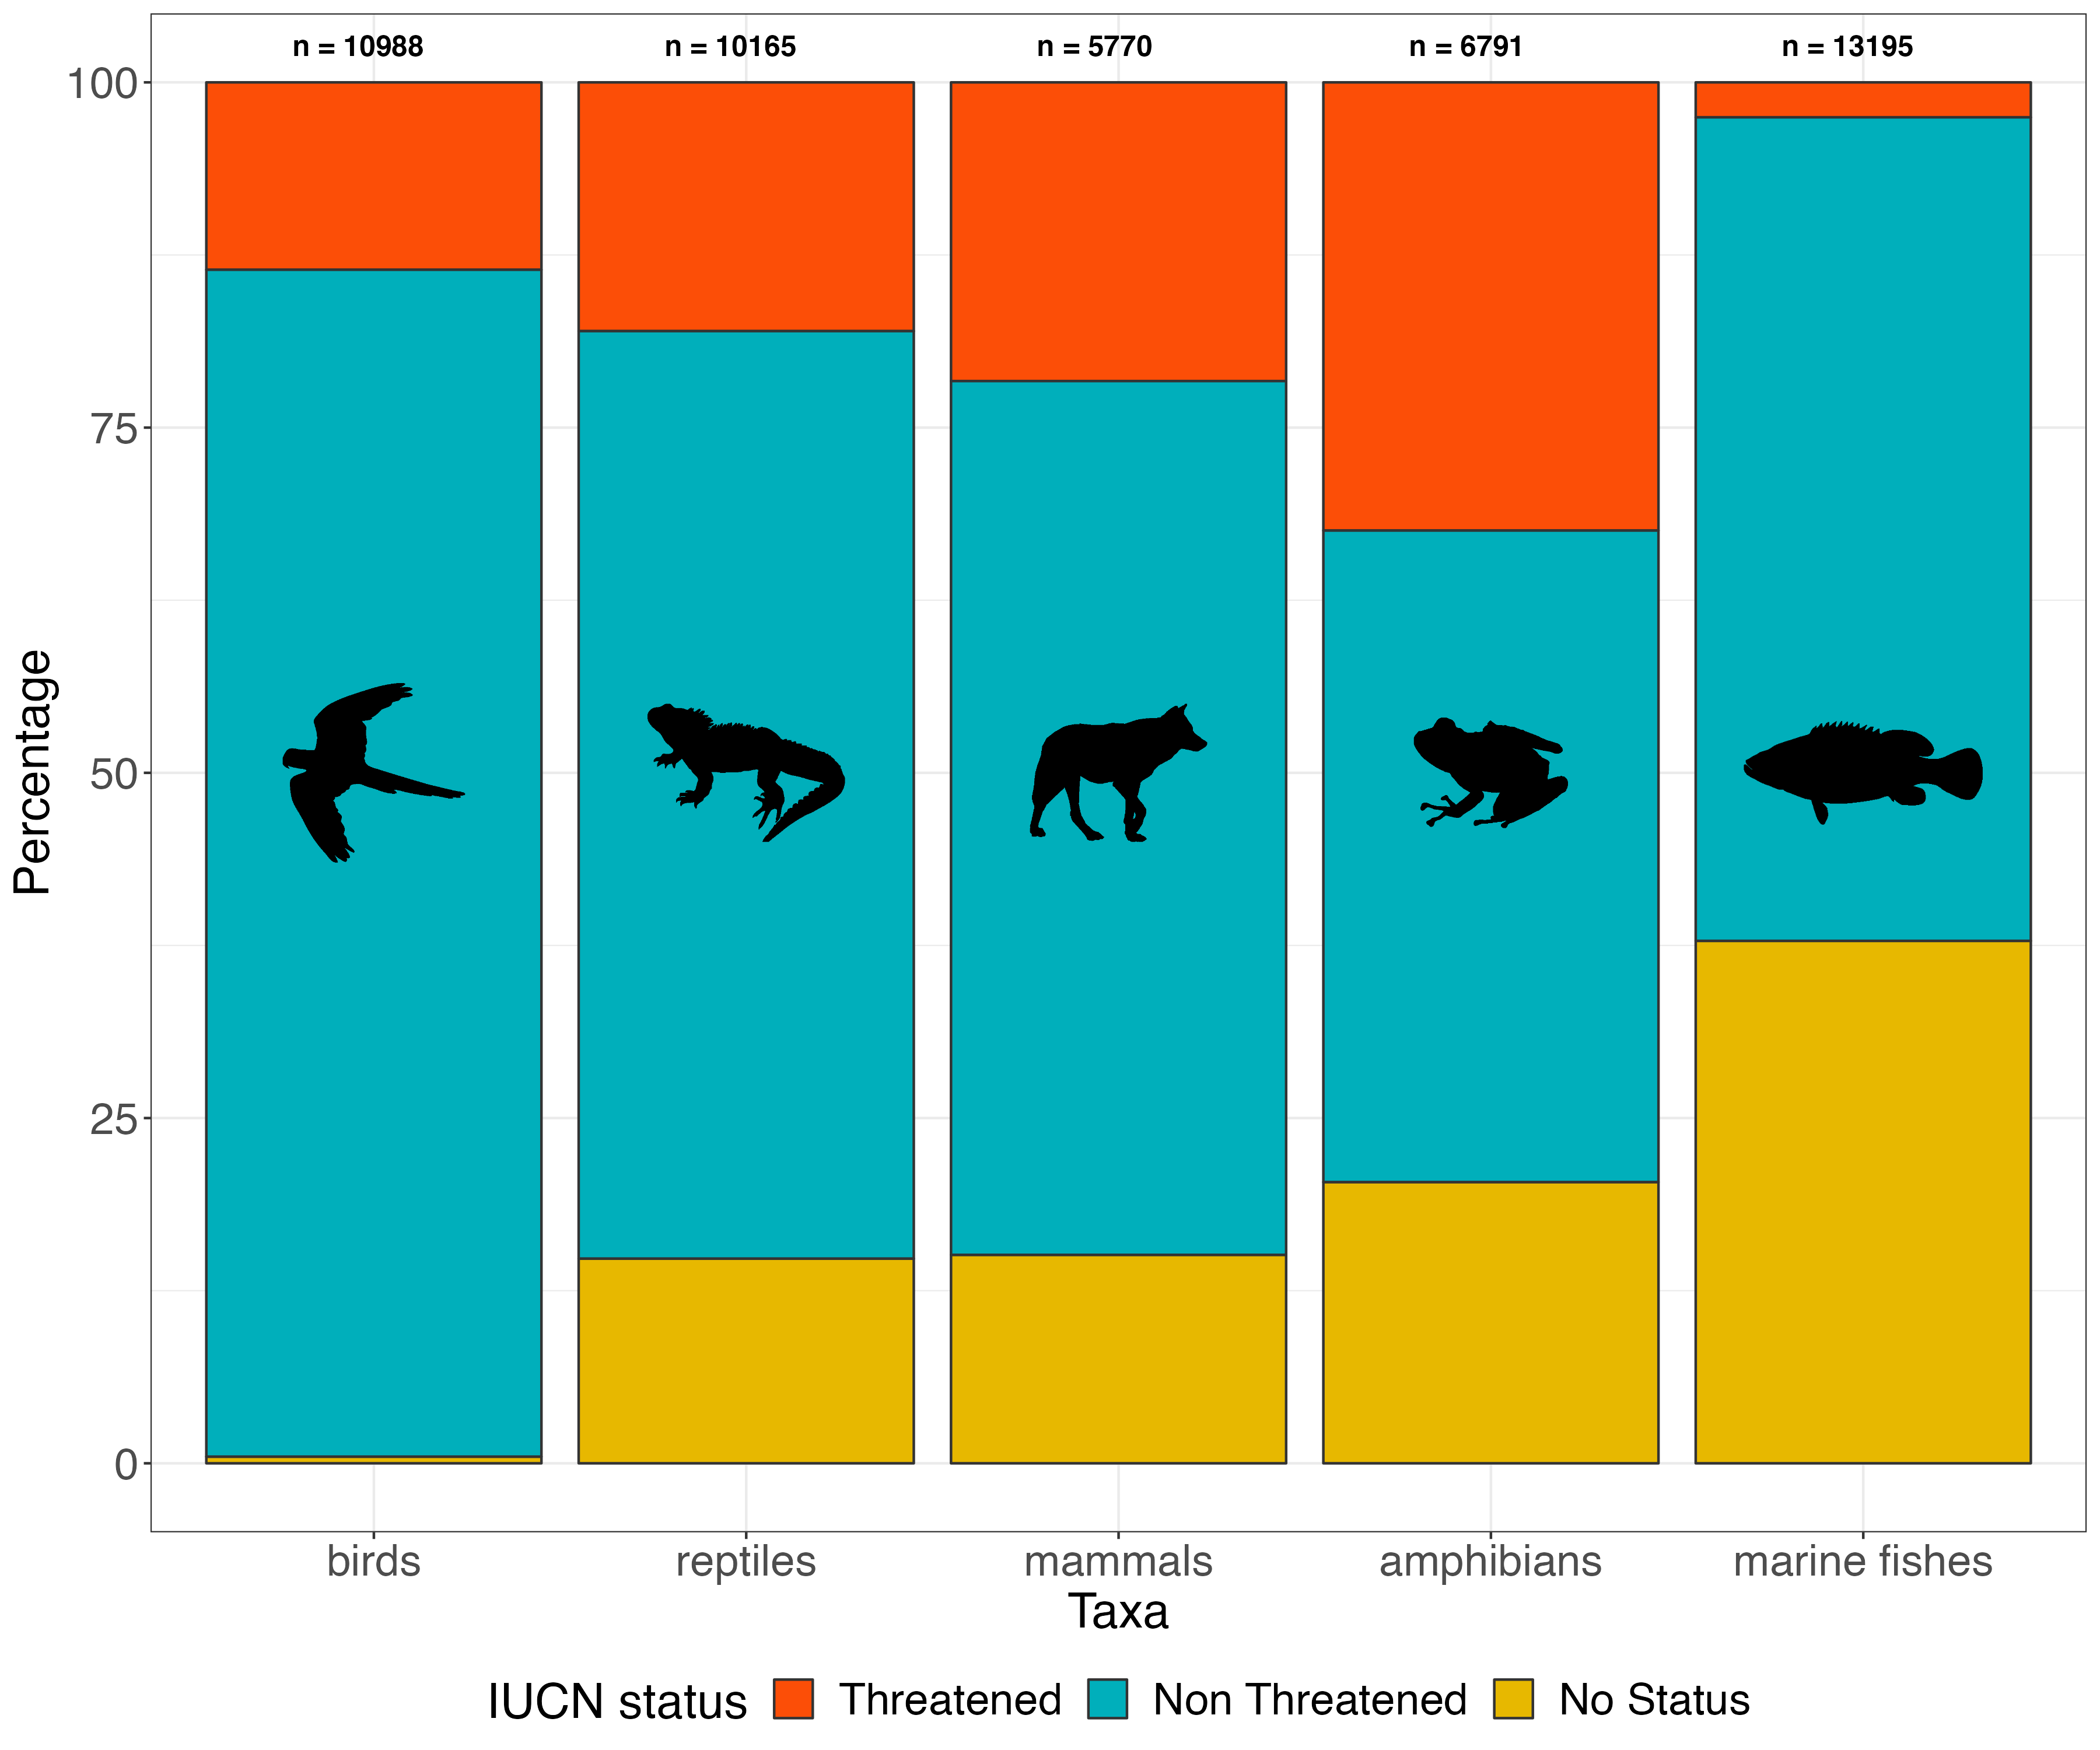 n = 10988 n = 10165 n = 5770 n = 6791 n = 13195
100
75
50
25
0
Percentage
birds reptiles mammals amphibians marine fishes
Taxa
IUCN status Threatened Non Threatened No Status